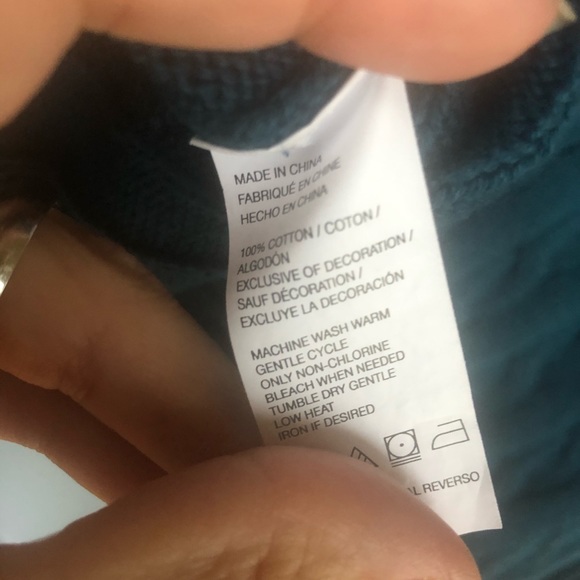 MADE IN CHINA
FABRIQUÉ EN CHINE
HECHO EN CHINA
100% COTTON / COTON /
ALGODÓN
EXCLUSIVE OF DECORATION /
SAUF DÉCORATION /
EXCLUYE LA DECORACIÓN
MACHINE WASH WARM
GENTLE CYCLE
ONLY NON-CHLORINE
BLEACH WHEN NEEDED
TUMBLE DRY GENTLE
LOW HEAT
IRON IF DESIRED
AL REVERSO